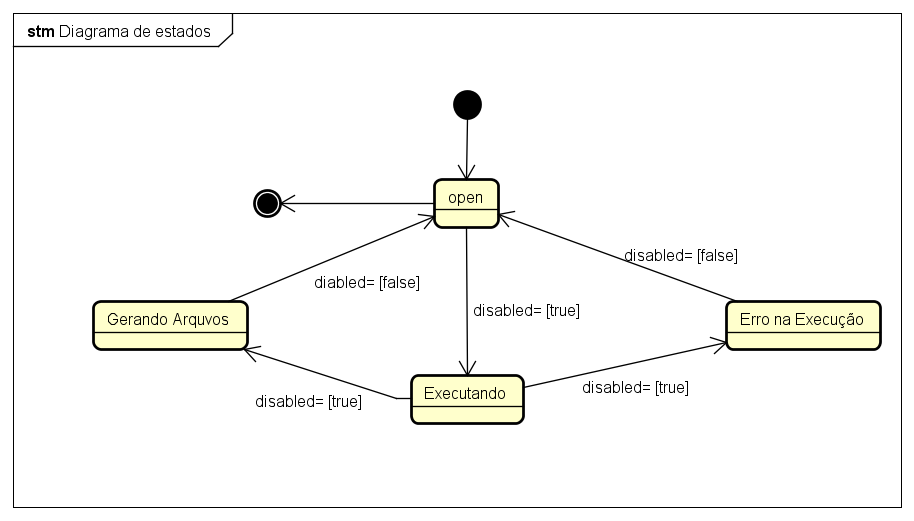 stm Diagrama de estados
open
disabled= [false]
diabled= [false]
disabled= [true]
Gerando Arquvos
Erro na Execução
Executando
disabled= [true]
disabled= [true]